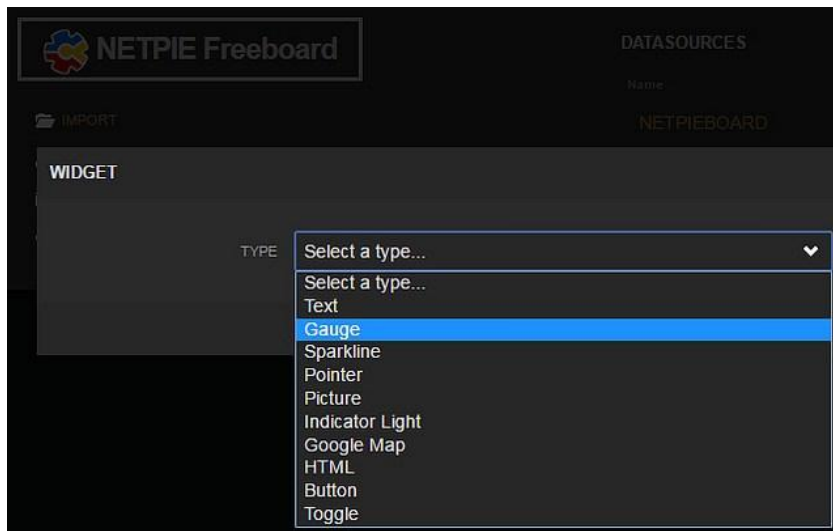 NETPIE Freeboard
DATASOURCES
Name
IMPORT
NETPIEBOARD
WIDGET
TYPE
Select a type...
Select a type...
Text
Gauge
Sparkline
Pointer
Picture
Indicator Light
Google Map
HTML
Button
Toggle